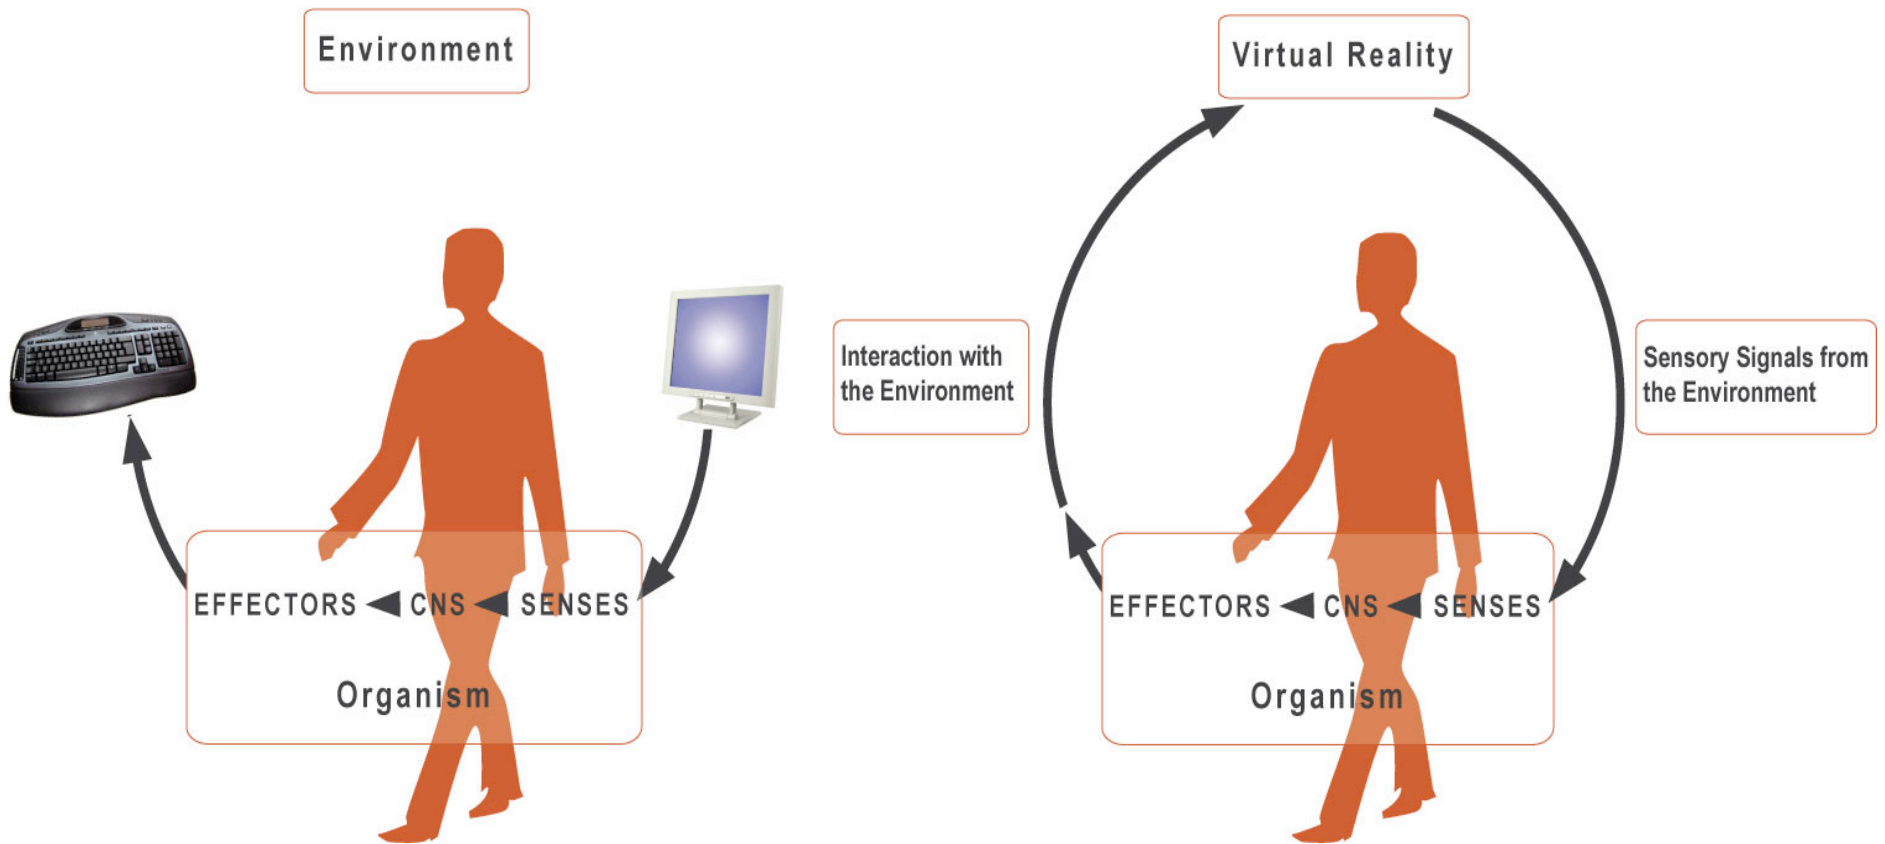 Environment
EFFECTORS CNS SENSES
Organism
Virtual Reality
Interaction with
the Environment
Sensory Signals from
the Environment
EFFECTORS CNS SENSES
Organism